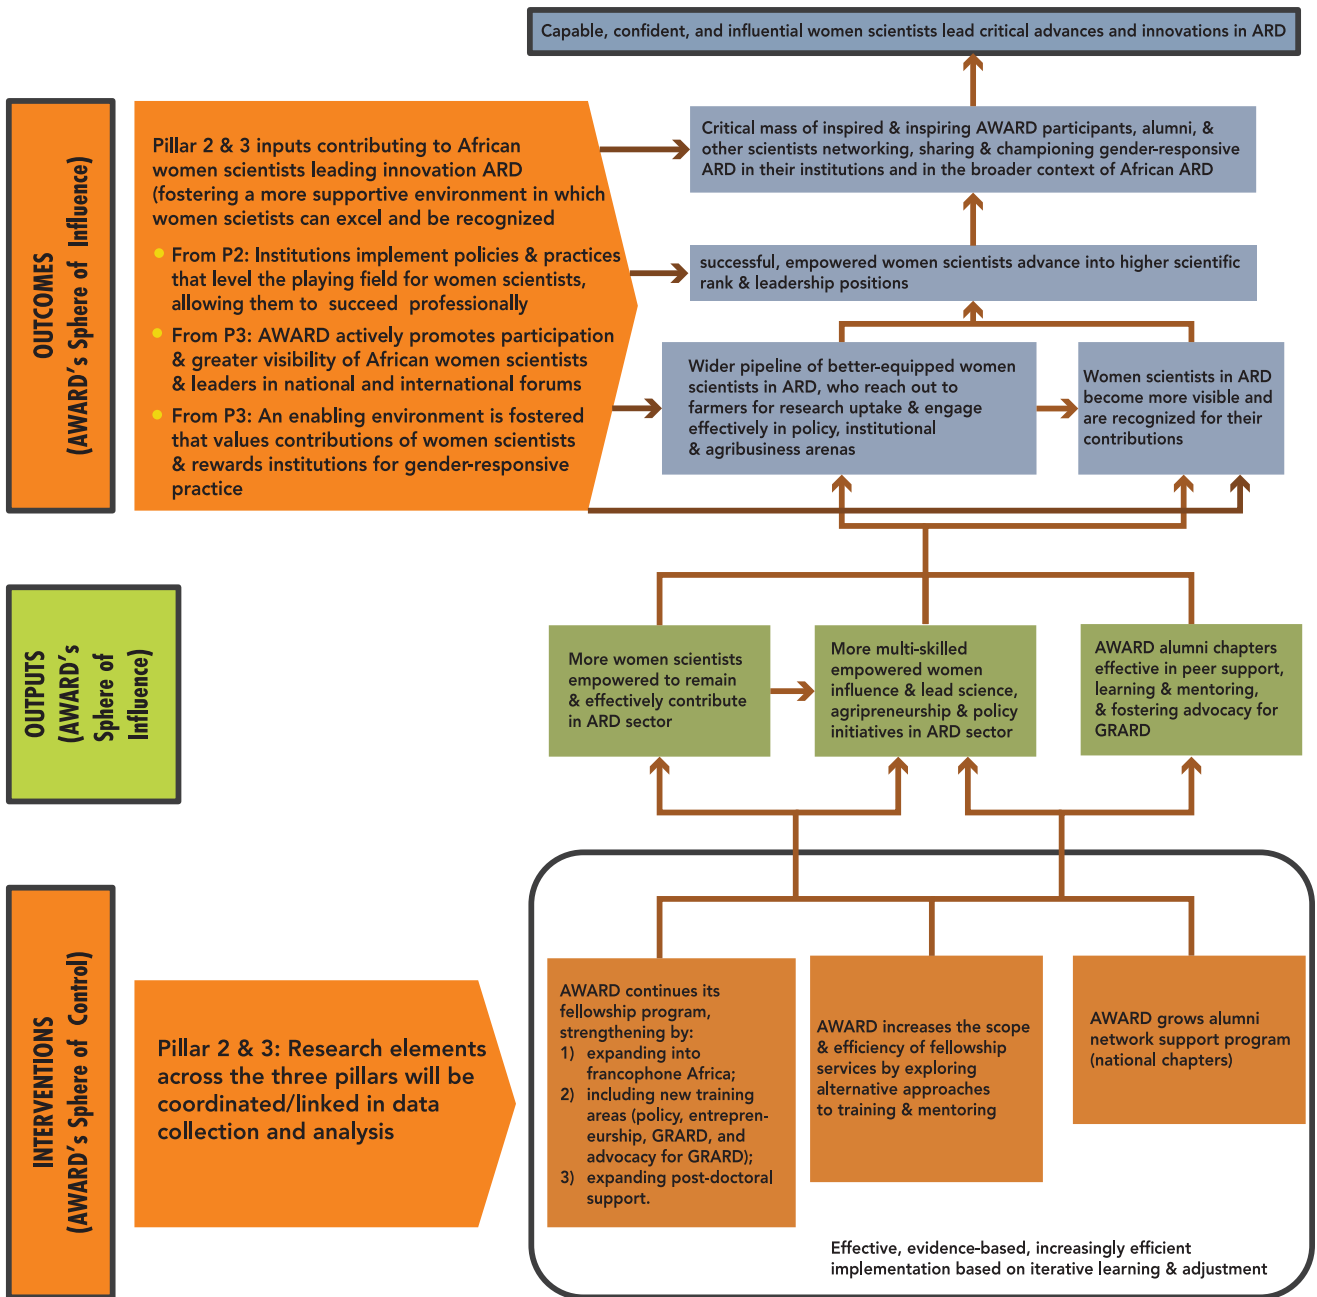 Capable, confident, and influential women scientists lead critical advances and innovations in ARD
OUTCOMES
(AWARD's Sphere of Influence)
Pillar 2 & 3 inputs contributing to African
women scientists leading innovation ARD
(fostering a more supportive environment in which
women scietists can excel and be recognized
• From P2: Institutions implement policies & practices
that level the playing field for women scientists,
allowing them to succeed professionally
• From P3: AWARD actively promotes participation
& greater visibility of African women scientists
& leaders in national and international forums
• From P3: An enabling environment is fostered
that values contributions of women scientists
& rewards institutions for gender-responsive
practice
Critical mass of inspired & inspiring AWARD participants, alumni, &
other scientists networking, sharing & championing gender-responsive
ARD in their institutions and in the broader context of African ARD
successful, empowered women scientists advance into higher scientific
rank & leadership positions
Wider pipeline of better-equipped women
scientists in ARD, who reach out to
farmers for research uptake & engage
effectively in policy, institutional
& agribusiness arenas
Women scientists in ARD
become more visible and
are recognized for their
contributions
OUTPUTS
(AWARD's
Sphere of
Influence)
More women scientists
empowered to remain
& effectively contribute
in ARD sector
More multi-skilled
empowered women
influence & lead science,
agripreneurship & policy
initiatives in ARD sector
AWARD alumni chapters
effective in peer support,
learning & mentoring,
& fostering advocacy for
GRARD
INTERVENTIONS
(AWARD's Sphere of Control)
Pillar 2 & 3: Research elements
across the three pillars will be
coordinated/linked in data
collection and analysis
AWARD continues its
fellowship program,
strengthening by:
1) expanding into
francophone Africa;
2) including new training
areas (policy, entrepren-
eurship, GRARD, and
advocacy for GRARD);
3) expanding post-doctoral
support.
AWARD increases the scope
& efficiency of fellowship
services by exploring
alternative approaches
to training & mentoring
AWARD grows alumni
network support program
(national chapters)
Effective, evidence-based, increasingly efficient
implementation based on iterative learning & adjustment